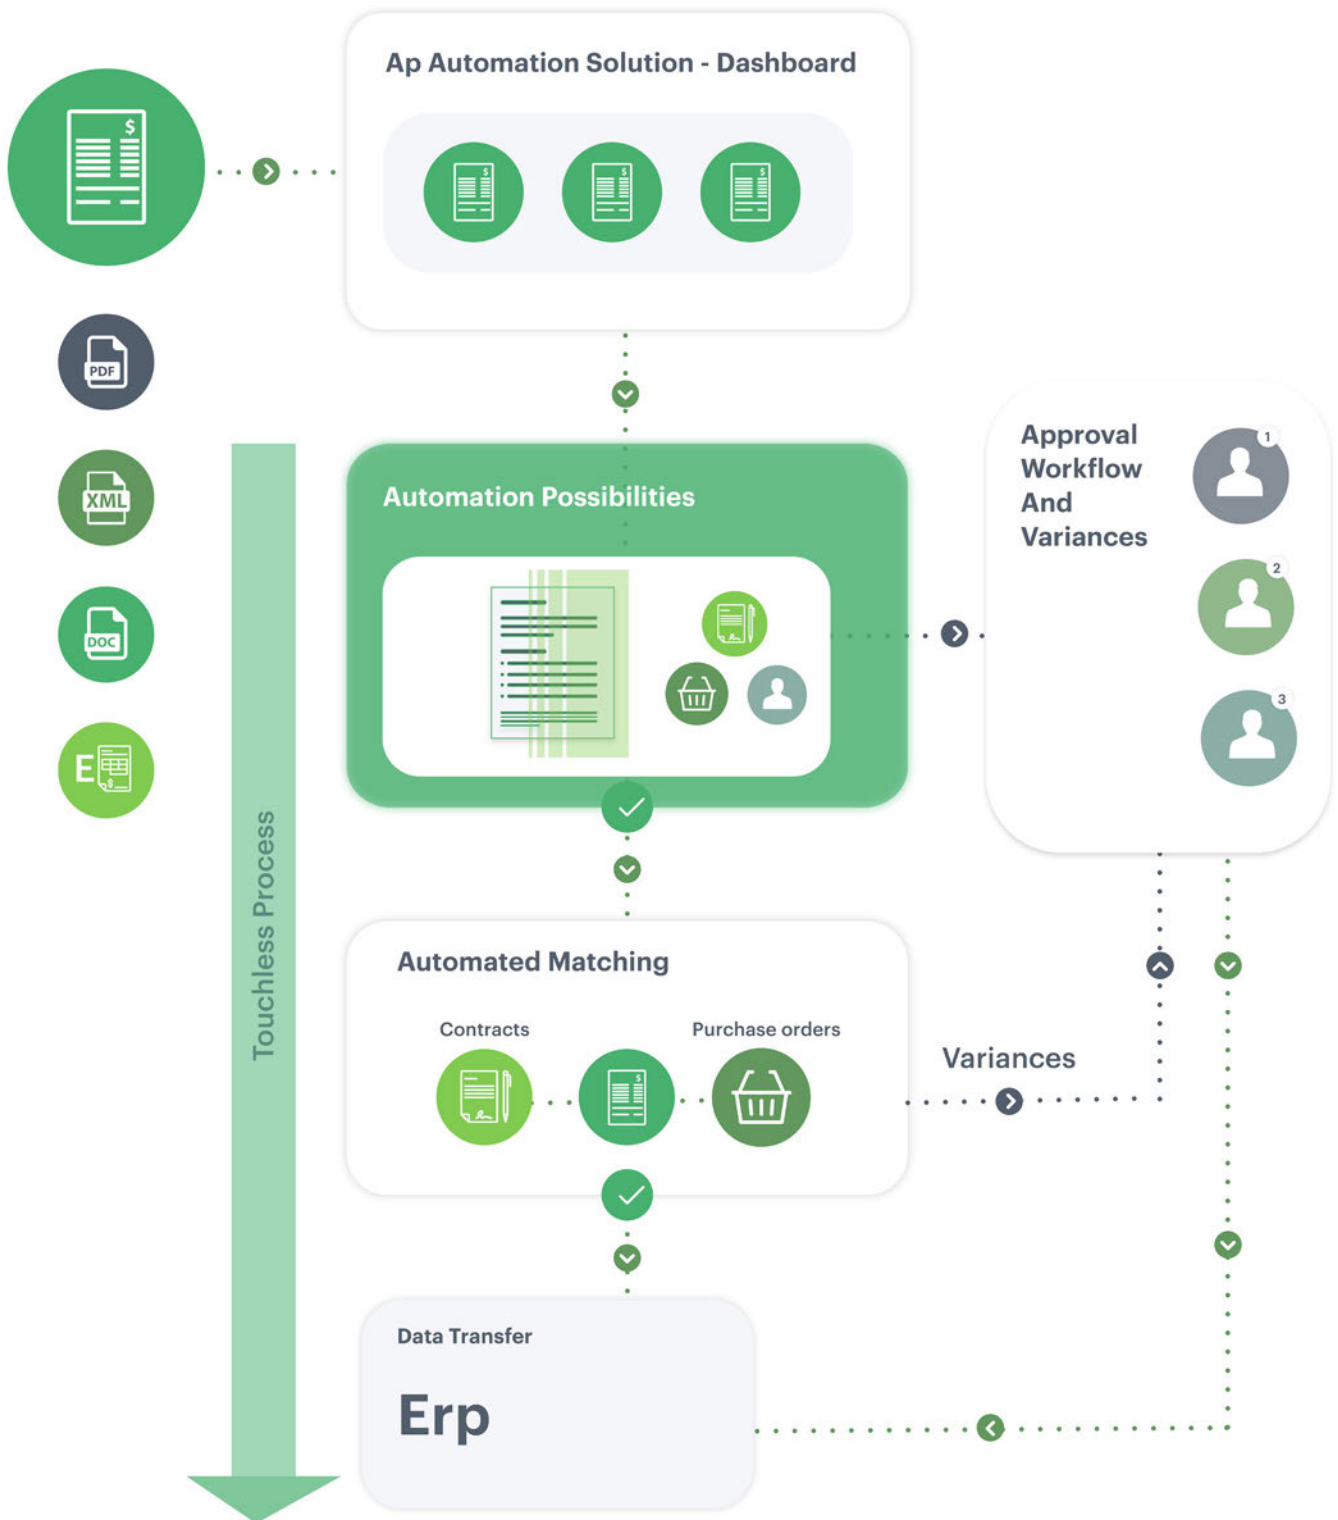 Ap Automation Solution - Dashboard
$
$
$
$
PDF
XML
DOC
E
$
Automation Possibilities
Approval
Workflow
And
Variances
1
2
3
Touchless Process
Automated Matching
Contracts
Purchase orders
$
Variances
Data Transfer
Erp